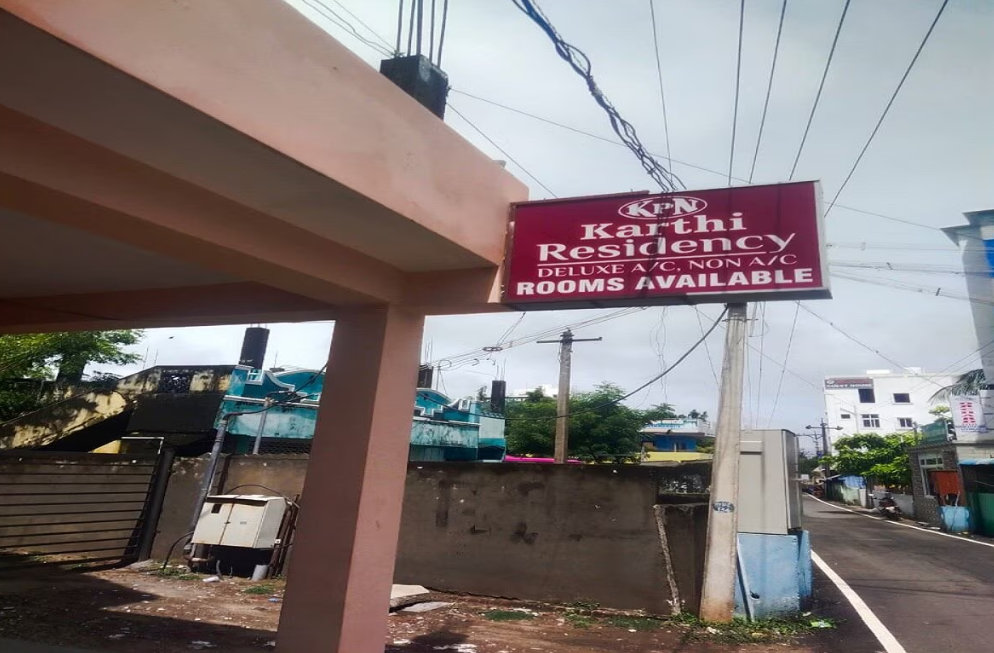 KPN
Karthi
Residency
DELUXE A/C, NON A/C
ROOMS AVAILABLE